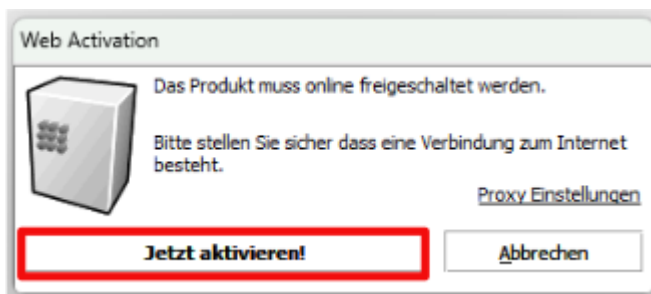 Web Activation
Das Produkt muss online freigeschaltet werden.
Bitte stellen Sie sicher dass eine Verbindung zum Internet
besteht.
Proxy Einstellungen
Jetzt aktivieren!
Abbrechen